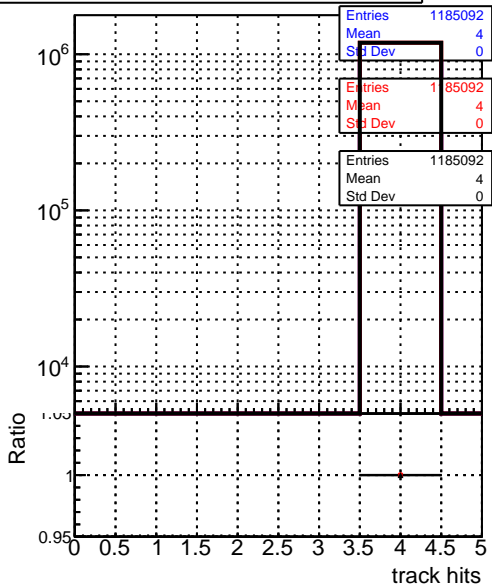 Entries 1185092
Mean 4
Std Dev 0
Entries 1185092
Mean 4
Std Dev 0
Entries 1185092
Mean 4
Std Dev 0
10^6
10^5
10^4
1.05
1
0.95
Ratio
0 0.5 1 1.5 2 2.5 3 3.5 4 4.5 5
track hits